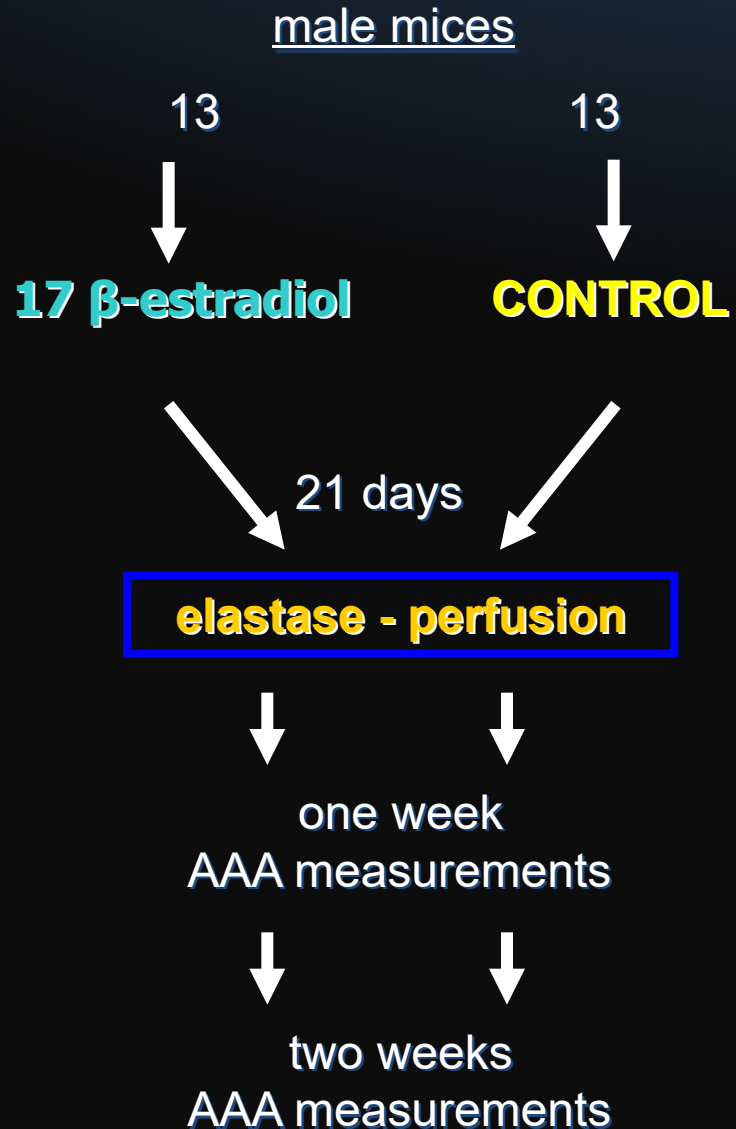 male mices
13 13
17 β-estradiol CONTROL
21 days
elastase - perfusion
one week
AAA measurements
two weeks
AAA measurements